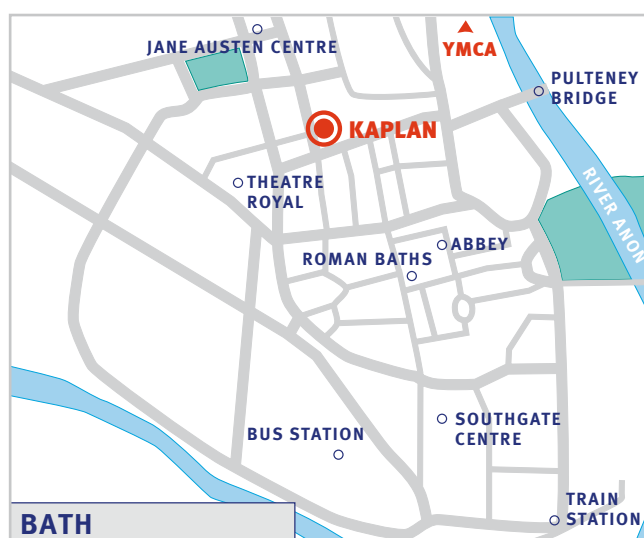 JANE AUSTEN CENTRE
YMCA
PULTENEY
BRIDGE
KAPLAN
THEATRE
ROYAL
RIVER ANON
ABBEY
ROMAN BATHS
SOUTHGATE
CENTRE
BUS STATION
TRAIN
STATION
BATH